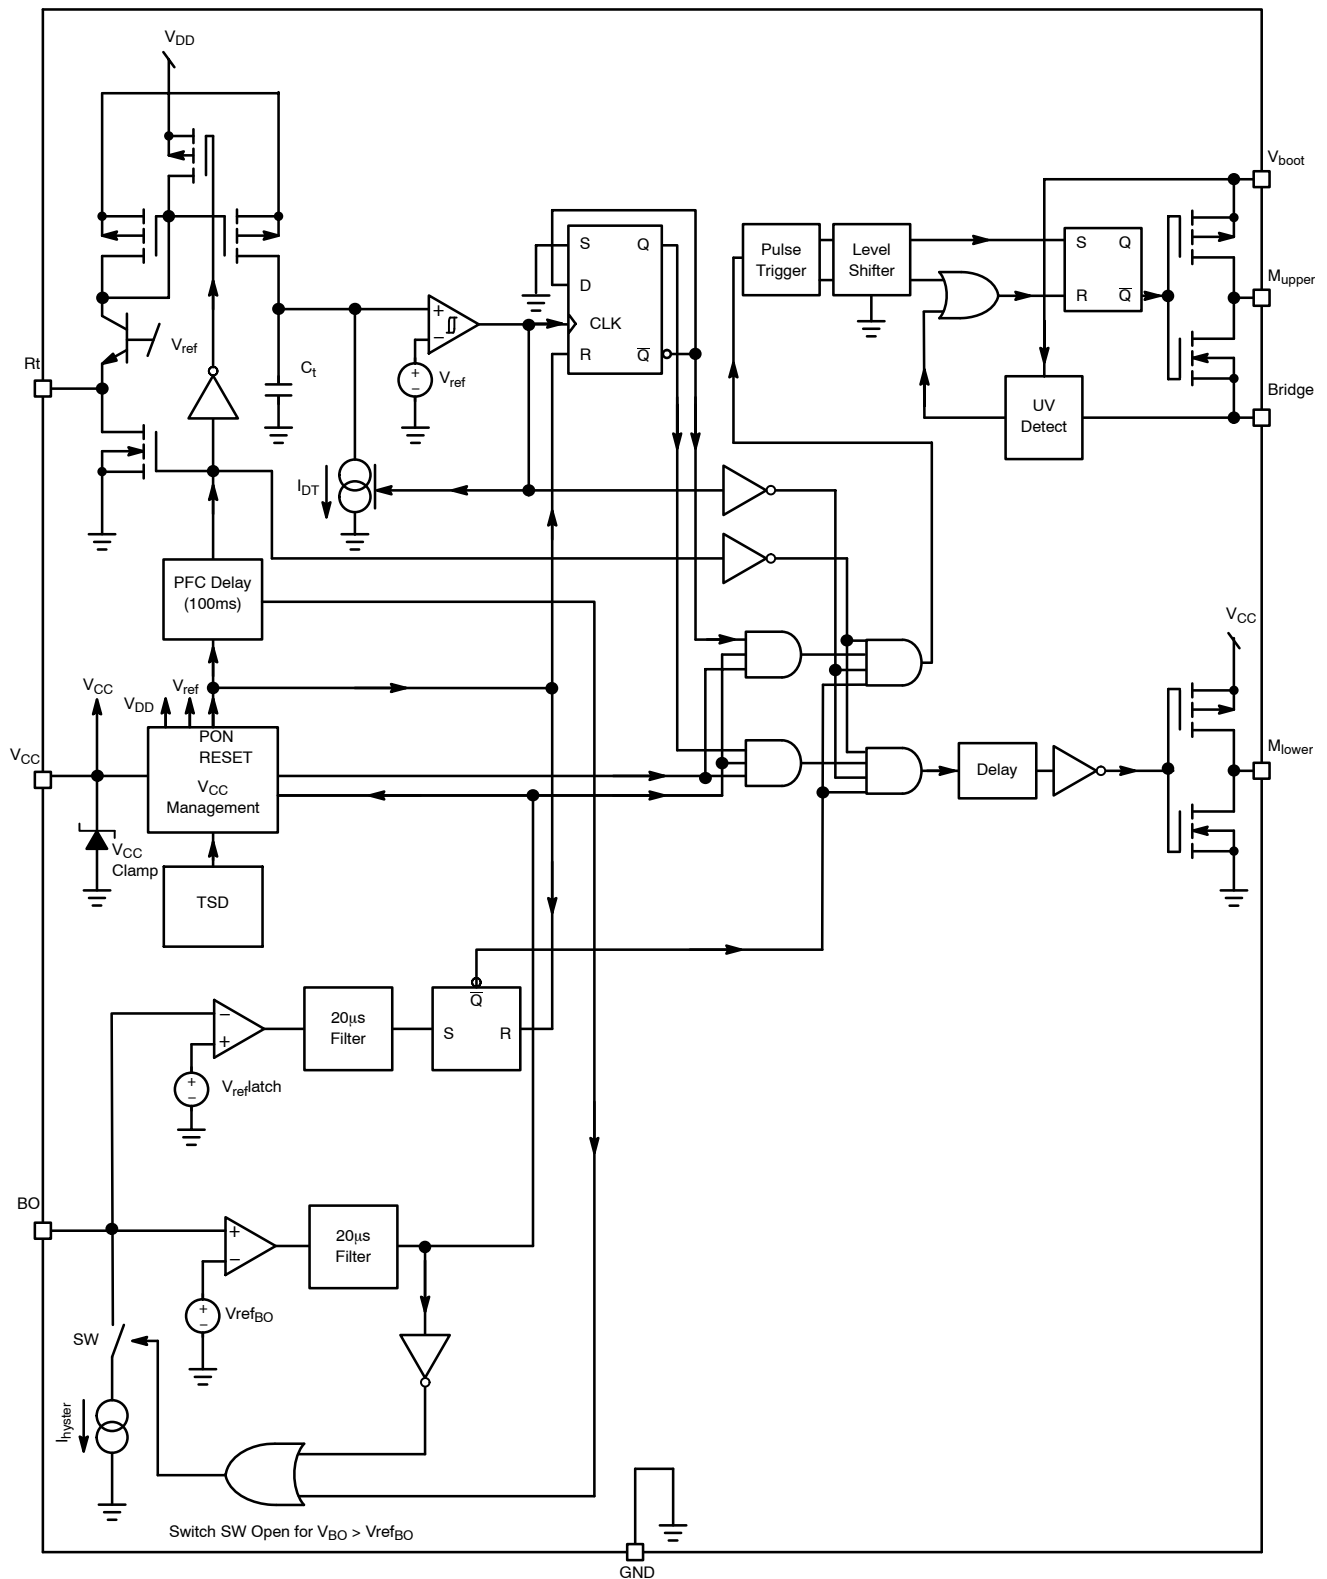 VDD
Vboot
S
Q
D
CLK
R
Q
Pulse
Trigger
Level
Shifter
S
Q
R
Q
Mupper
Bridge
UV
Detect
Vref
Rt
Ct
+
−
+
−
Vref
IDT
PFC Delay
(100ms)
VCC
VCC
VDD
Vref
VCC
PON
RESET
VCC
Management
Mlower
Delay
VCC
Clamp
TSD
Q
S
R
−
+
20μs
Filter
+
−
Vreflatch
BO
+
−
20μs
Filter
+
−
VrefBO
SW
Ihyster
Switch SW Open for VBO > VrefBO
GND